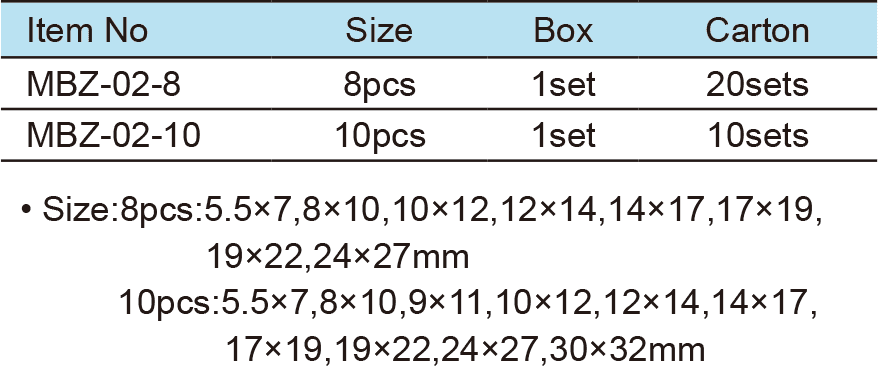 Item No Size Box Carton
MBZ-02-8 8pcs 1set 20sets
MBZ-02-10 10pcs 1set 10sets
• Size:8pcs:5.5×7,8×10,10×12,12×14,14×17,17×19,
19×22,24×27mm
10pcs:5.5×7,8×10,9×11,10×12,12×14,14×17,
17×19,19×22,24×27,30×32mm